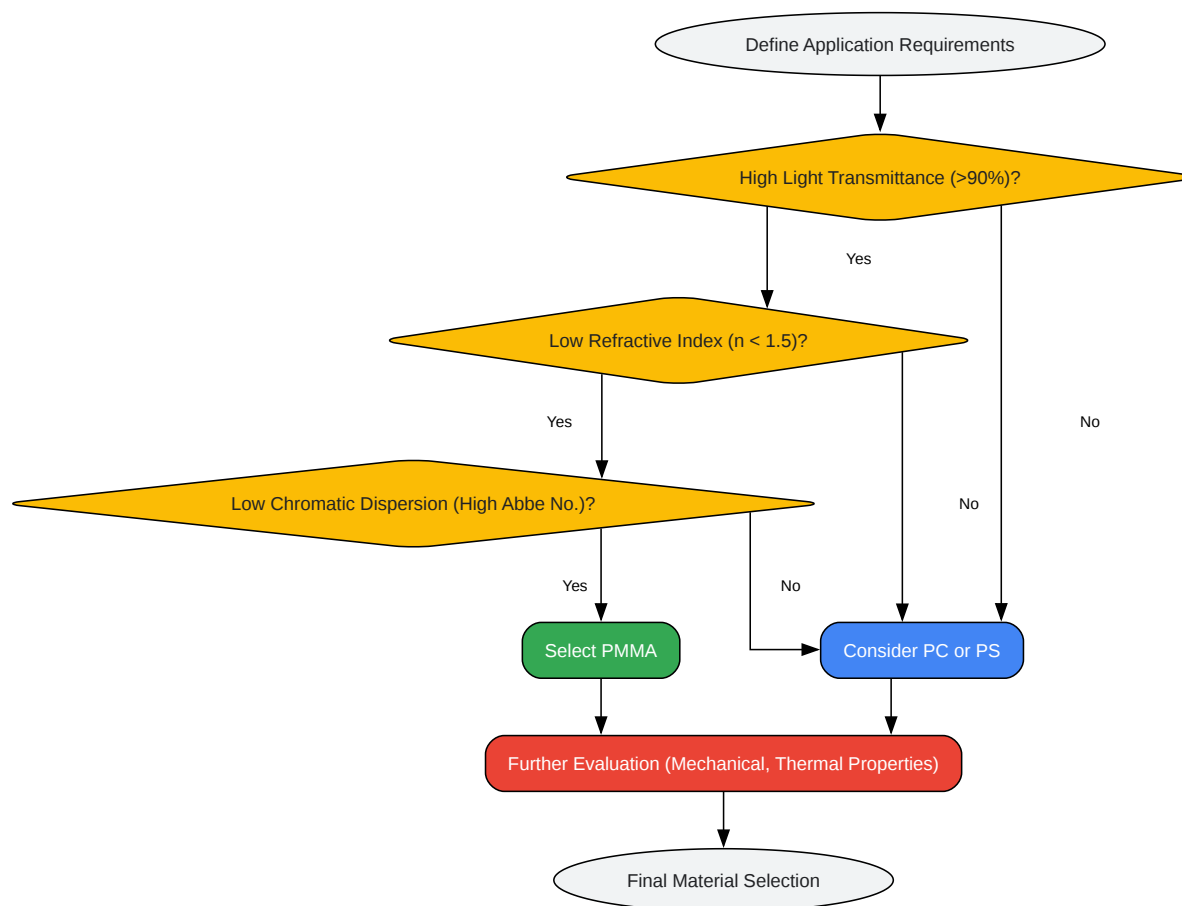 Define Application Requirements
High Light Transmittance (>90%)?
Yes
Low Refractive Index (n < 1.5)?
Yes
No
Low Chromatic Dispersion (High Abbe No.)?
No
Yes
No
Select PMMA
Consider PC or PS
Further Evaluation (Mechanical, Thermal Properties)
Final Material Selection